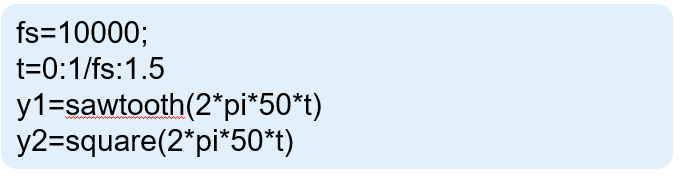 fs=10000;
t=0:1/fs:1.5
y1=sawtooth(2*pi*50*t)
y2=square(2*pi*50*t)